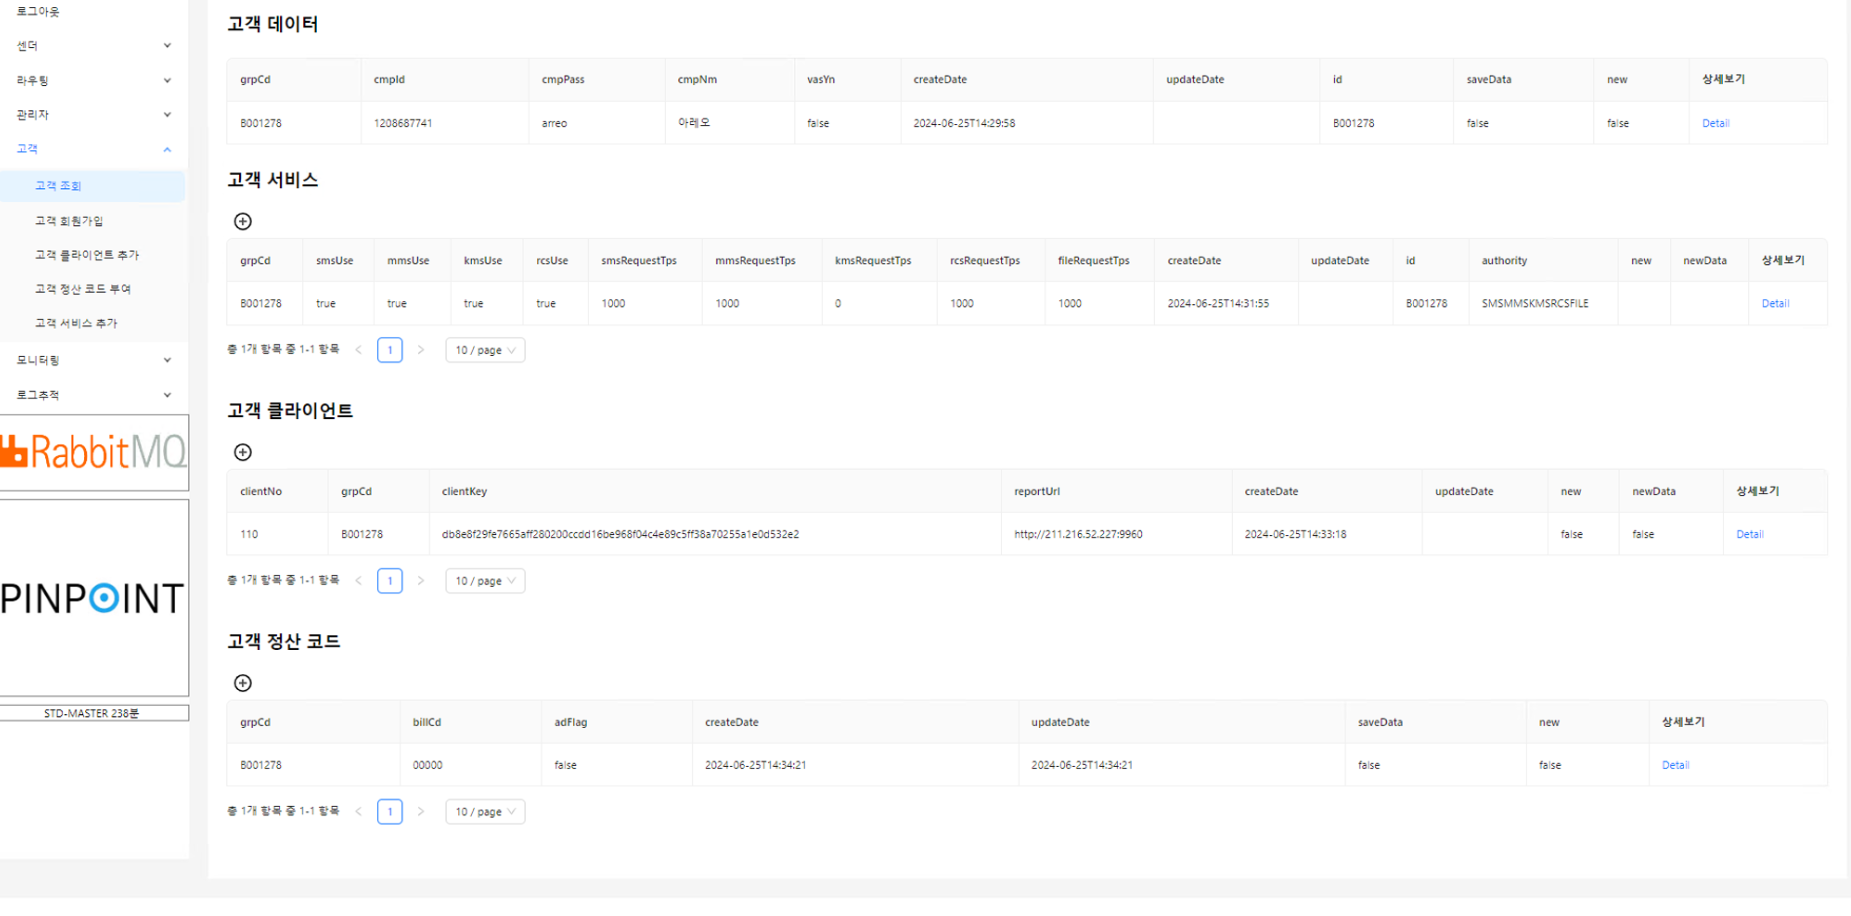 로그아웃
센더
라우팅
관리자
고객
고객 조회
고객 회원가입
고객 클라이언트 추가
고객 정산 코드 부여
고객 서비스 추가
모니터링
로그추적
RabbitMQ
PINPOINT
STD-MASTER 238분
고객 데이터
grpCd cmpId cmpPass cmpNm vasYn createDate updateDate id saveData new 상세보기
B001278 1208687741 arreo 아레오 false 2024-06-25T14:29:58 B001278 false false Detail
고객 서비스
grpCd smsUse mmsUse kmsUse rcsUse smsRequestTps mmsRequestTps kmsRequestTps rcsRequestTps fileRequestTps createDate updateDate id authority new newData 상세보기
B001278 true true true true 1000 1000 0 1000 1000 2024-06-25T14:31:55 B001278 SMSMMSKMSRCSFILE Detail
총 1개 항목 중 1-1 항목 < 1 > 10 / page
고객 클라이언트
clientNo grpCd clientKey reportUrl createDate updateDate new newData 상세보기
110 B001278 db8e8f29fe7665aff280200ccdd16be968f04c4e89c5ff38a70255a1e0d532e2 http://211.216.52.227:9960 2024-06-25T14:33:18 false false Detail
총 1개 항목 중 1-1 항목 < 1 > 10 / page
고객 정산 코드
grpCd billCd adFlag createDate updateDate saveData new 상세보기
B001278 00000 false 2024-06-25T14:34:21 2024-06-25T14:34:21 false false Detail
총 1개 항목 중 1-1 항목 < 1 > 10 / page